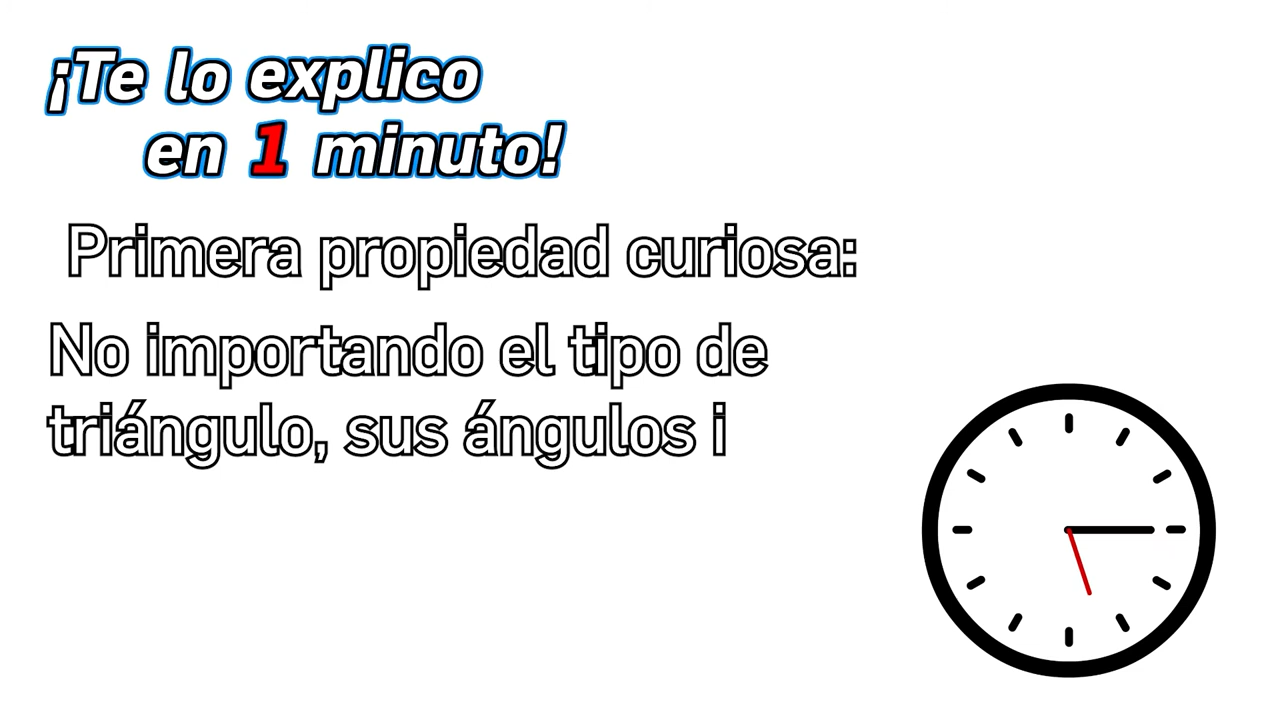 ¡Te lo explico
en 1 minuto!
Primera propiedad curiosa:
No importando el tipo de
triángulo, sus ángulos i